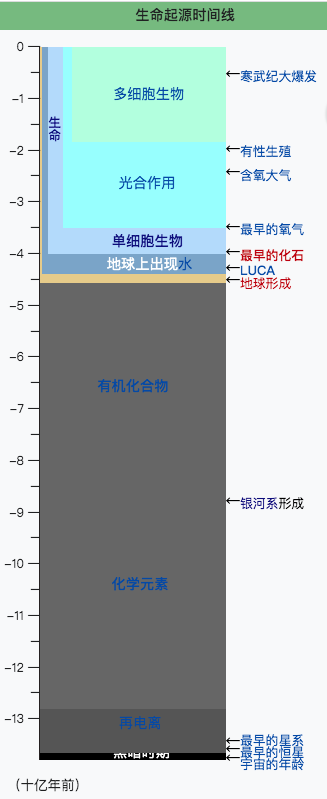 生命起源时间线
0
-1
-2
-3
-4
-5
-6
-7
-8
-9
-10
-11
-12
-13
生命
多细胞生物
光合作用
单细胞生物
地球上出现水
有机化合物
化学元素
再电离
黑暗时期
←寒武纪大爆发
←有性生殖
←含氧大气
←最早的氧气
←最早的化石
←LUCA
←地球形成
←银河系形成
←最早的星系
←最早的恒星
←宇宙的年龄
（十亿年前）